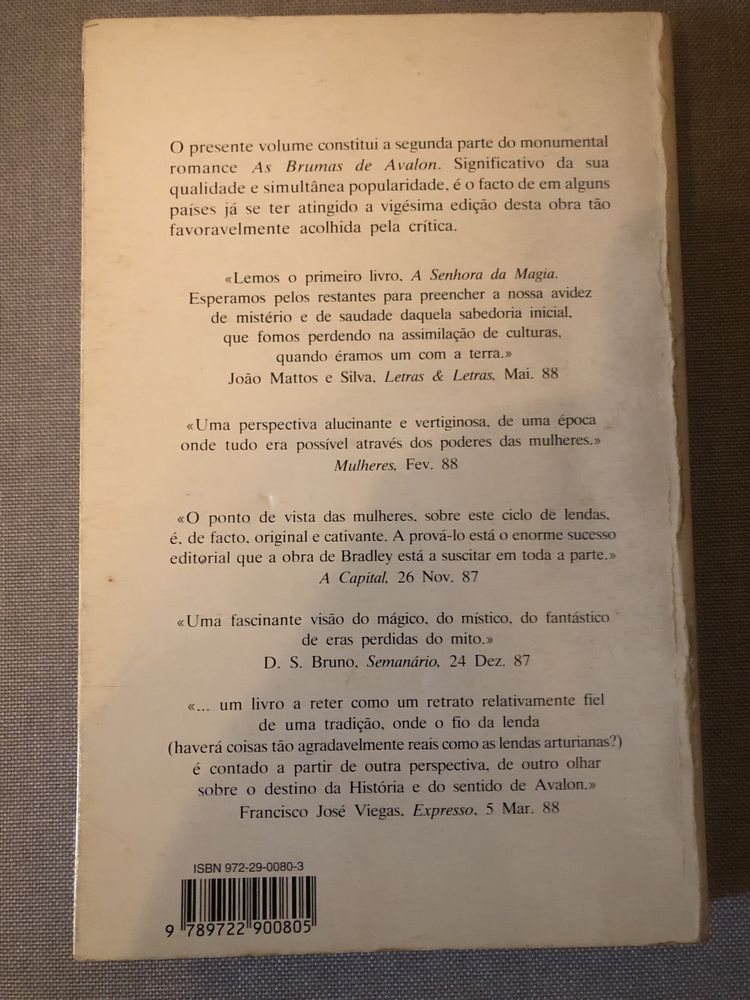 O presente volume constitui a segunda parte do monumental
romance As Brumas de Avalon. Significativo da sua
qualidade e simultânea popularidade, é o facto de em alguns
países já se ter atingido a vigésima edição desta obra tão
favoravelmente acolhida pela crítica.
«Lemos o primeiro livro, A Senhora da Magia.
Esperamos pelos restantes para preencher a nossa avidez
de mistério e de saudade daquela sabedoria inicial,
que fomos perdendo na assimilação de culturas,
quando éramos um com a terra.»
João Mattos e Silva, Letras & Letras, Mai. 88
«Uma perspectiva alucinante e vertiginosa, de uma época
onde tudo era possível através dos poderes das mulheres.»
Mulheres, Fev. 88
«O ponto de vista das mulheres, sobre este ciclo de lendas,
é, de facto, original e cativante. A prová-lo está o enorme sucesso
editorial que a obra de Bradley está a suscitar em toda a parte.»
A Capital, 26 Nov. 87
«Uma fascinante visão do mágico, do místico, do fantástico
de eras perdidas do mito.»
D. S. Bruno, Semanário, 24 Dez. 87
«... um livro a reter como um retrato relativamente fiel
de uma tradição, onde o fio da lenda
(haverá coisas tão agradavelmente reais como as lendas arturianas?)
é contado a partir de outra perspectiva, de outro olhar
sobre o destino da História e do sentido de Avalon.»
Francisco José Viegas, Expresso, 5 Mar. 88
ISBN 972-29-0080-3
9 789722 900805